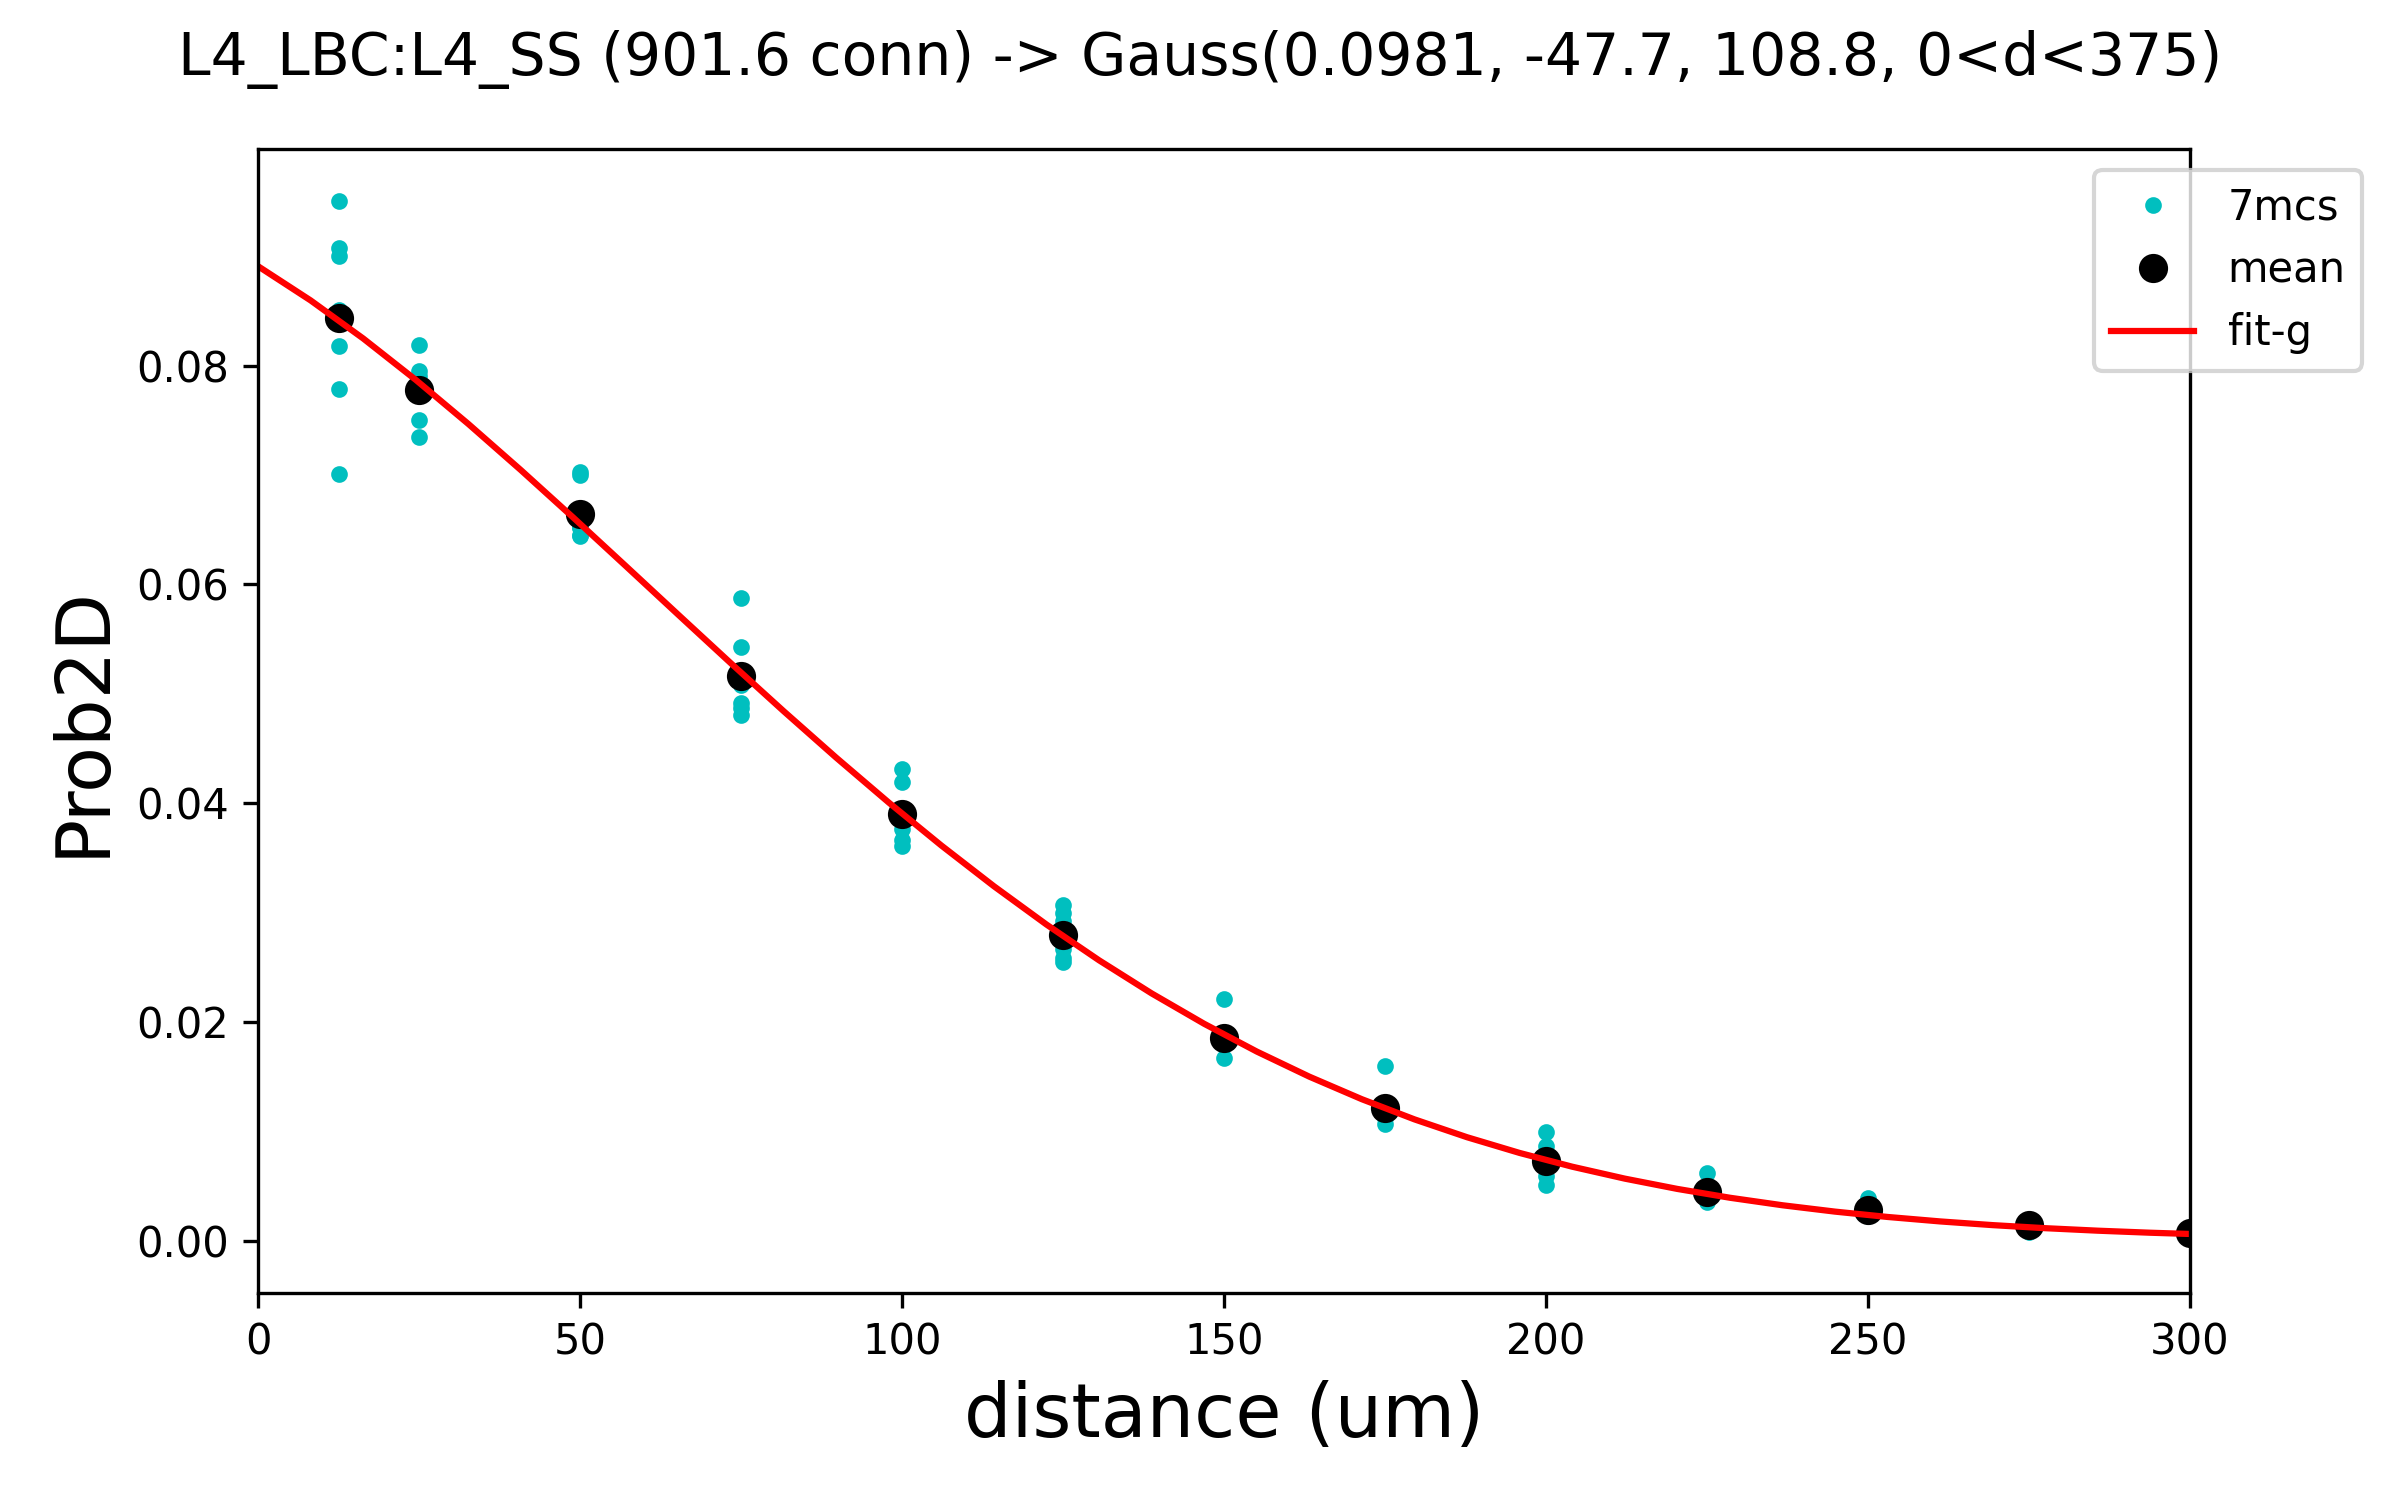 L4_LBC:L4_SS (901.6 conn) -> Gauss(0.0981, -47.7, 108.8, 0<d<375)
7mcs
mean
fit-g
Prob2D
0.08
0.06
0.04
0.02
0.00
0 50 100 150 200 250 300
distance (um)